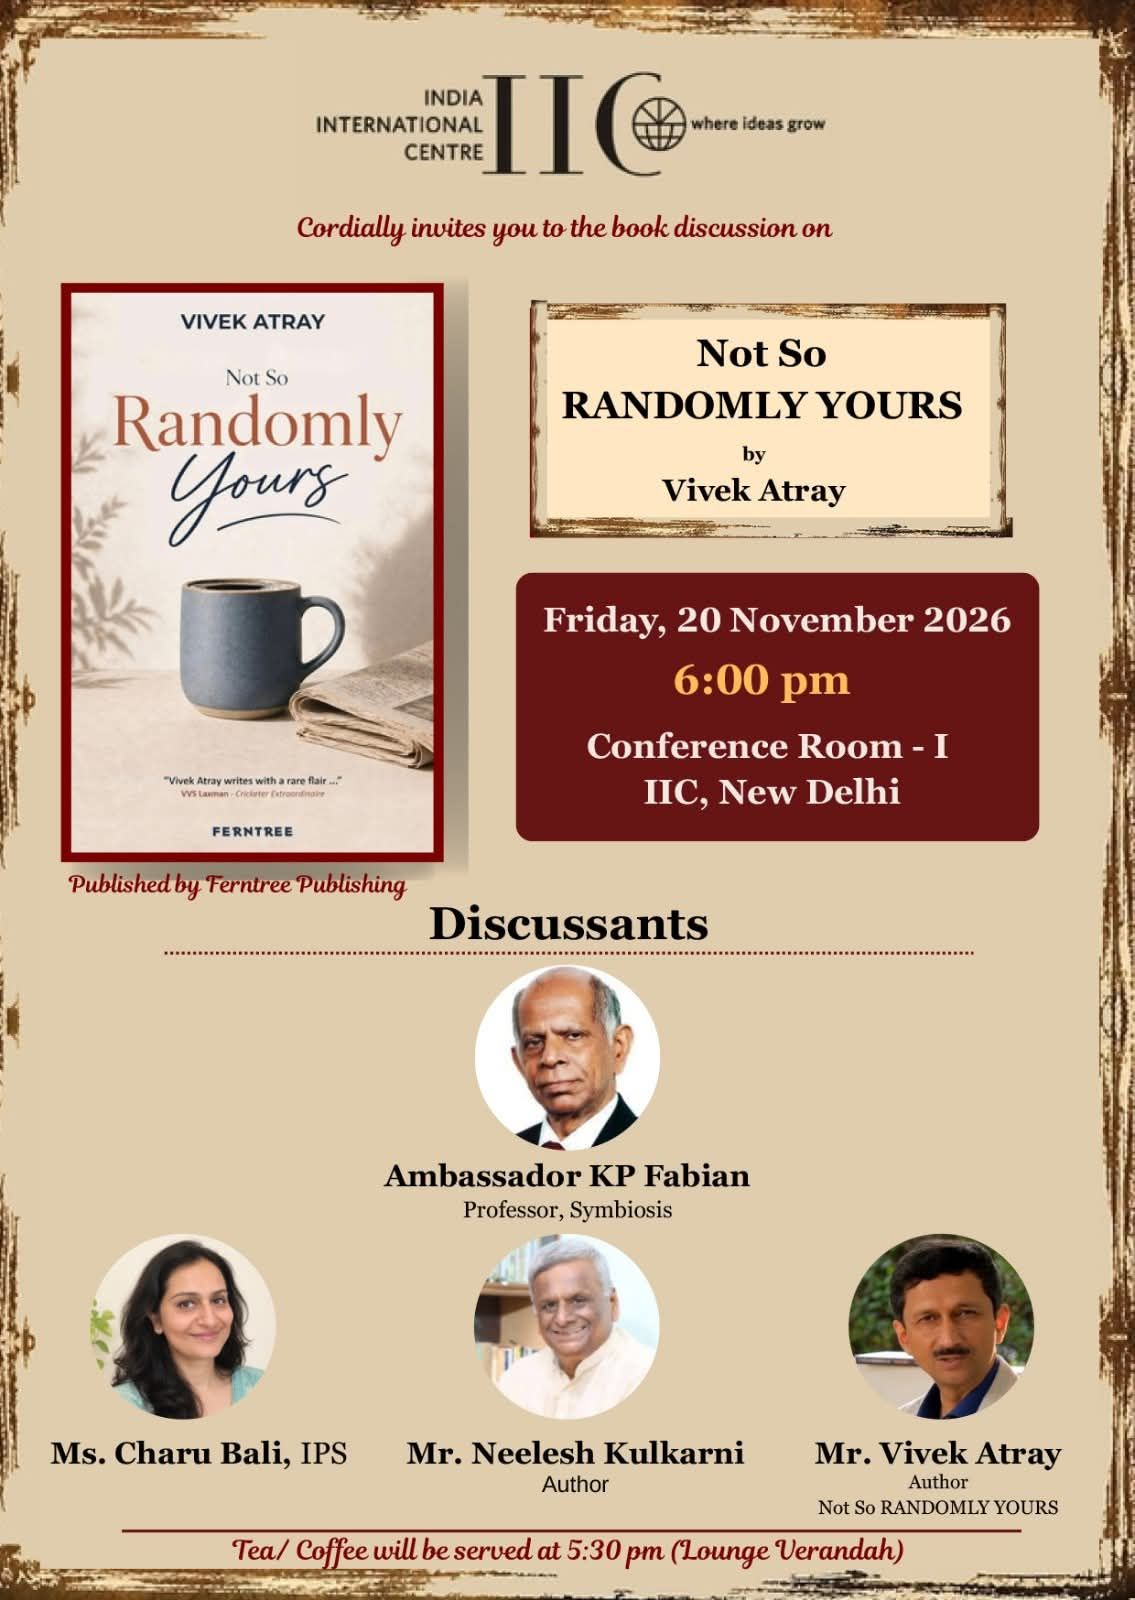 INDIA
INTERNATIONAL
CENTRE
IIC
where ideas grow
Cordially invites you to the book discussion on
VIVEK ATRAY
Not So
Randomly
Yours
"Vivek Atray writes with a rare flair ..."
VVS Laxman - Cricketer Extraordinaire
FERNTREE
Published by Ferntree Publishing
Not So
RANDOMLY YOURS
by
Vivek Atray
Friday, 20 November 2026
6:00 pm
Conference Room - I
IIC, New Delhi
Discussants
Ambassador KP Fabian
Professor, Symbiosis
Ms. Charu Bali, IPS
Mr. Neelesh Kulkarni
Author
Mr. Vivek Atray
Author
Not So RANDOMLY YOURS
Tea/ Coffee will be served at 5:30 pm (Lounge Verandah)